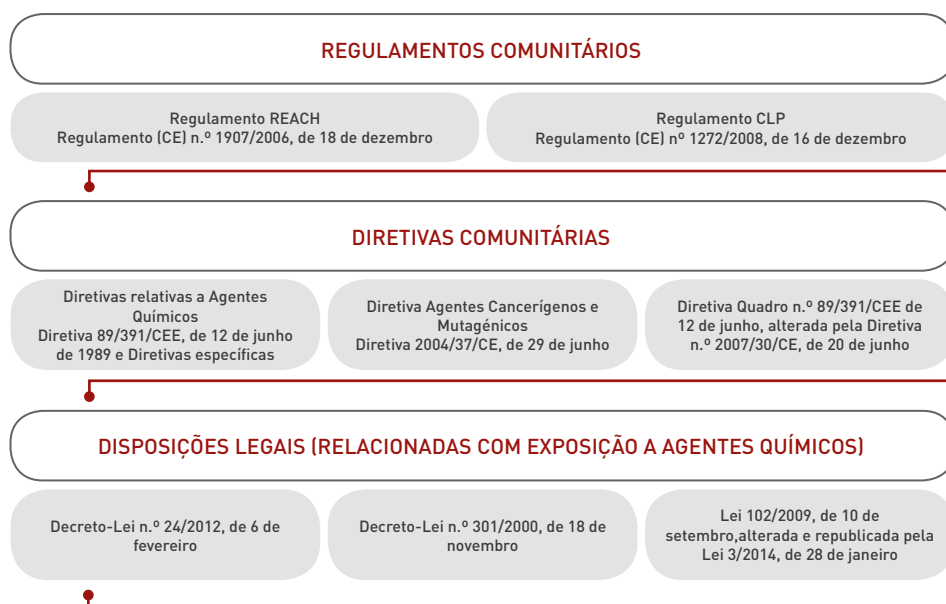 REGULAMENTOS COMUNITÁRIOS
Regulamento REACH
Regulamento (CE) n.º 1907/2006, de 18 de dezembro
Regulamento CLP
Regulamento (CE) nº 1272/2008, de 16 de dezembro
DIRETIVAS COMUNITÁRIAS
Diretivas relativas a Agentes
Químicos
Diretiva 89/391/CEE, de 12 de junho
de 1989 e Diretivas específicas
Diretiva Agentes Cancerígenos e
Mutagénicos
Diretiva 2004/37/CE, de 29 de junho
Diretiva Quadro n.º 89/391/CEE de
12 de junho, alterada pela Diretiva
n.º 2007/30/CE, de 20 de junho
DISPOSIÇÕES LEGAIS (RELACIONADAS COM EXPOSIÇÃO A AGENTES QUÍMICOS)
Decreto-Lei n.º 24/2012, de 6 de
fevereiro
Decreto-Lei n.º 301/2000, de 18 de
novembro
Lei 102/2009, de 10 de
setembro,alterada e republicada pela
Lei 3/2014, de 28 de janeiro